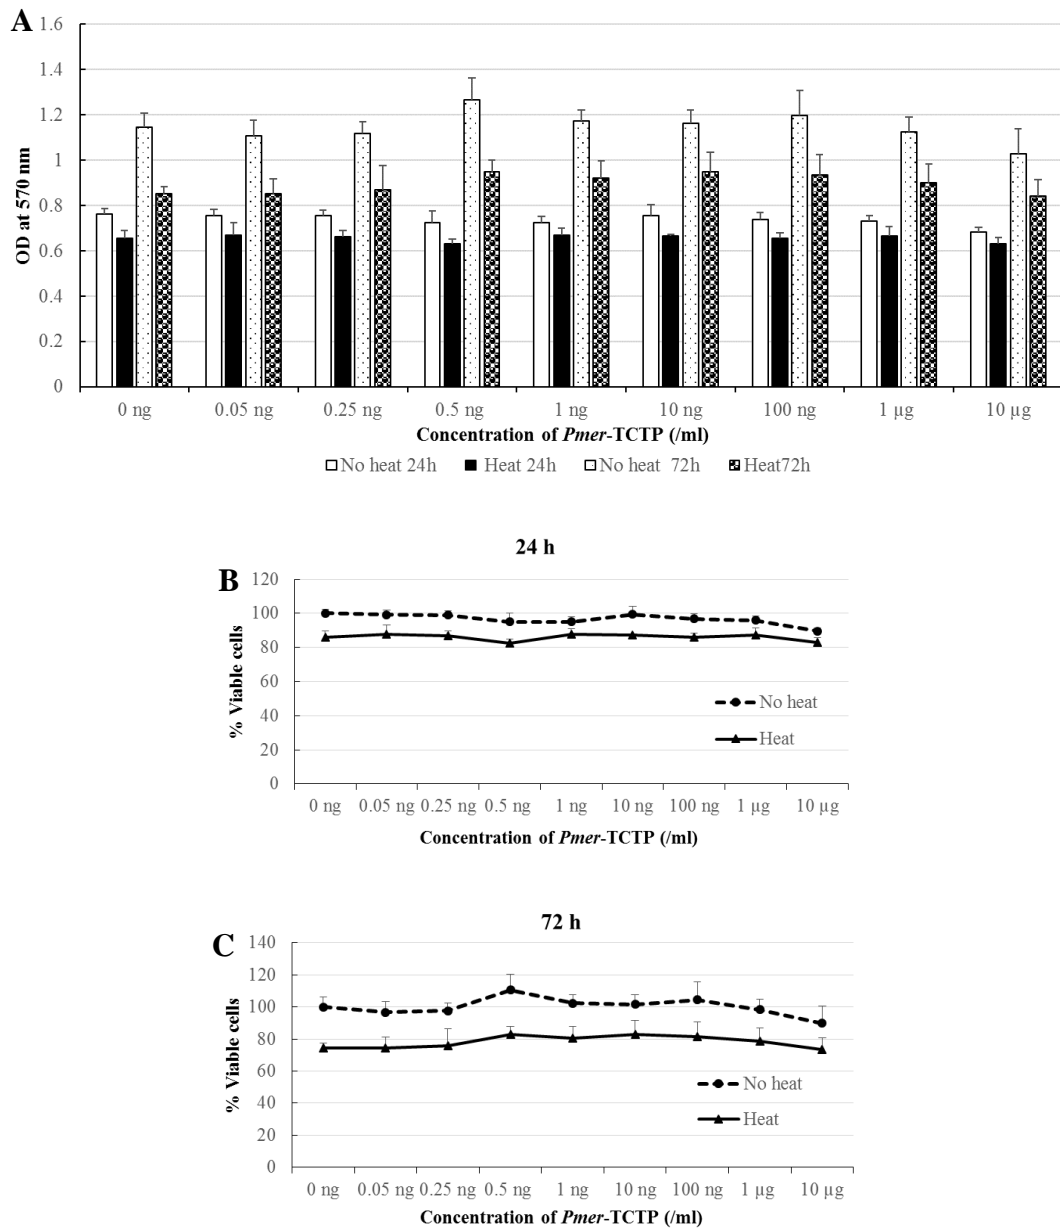 A
1.6
1.4
1.2
1
0.8
0.6
0.4
0.2
0
OD at 570 nm
0 ng 0.05 ng 0.25 ng 0.5 ng 1 ng 10 ng 100 ng 1 µg 10 µg
Concentration of Pmer-TCTP (/ml)
No heat 24h Heat 24h No heat 72h Heat72h
24 h
B
120
100
80
60
40
20
0
% Viable cells
No heat
Heat
0 ng 0.05 ng 0.25 ng 0.5 ng 1 ng 10 ng 100 ng 1 µg 10 µg
Concentration of Pmer-TCTP (/ml)
72 h
C
140
120
100
80
60
40
20
0
% Viable cells
No heat
Heat
0 ng 0.05 ng 0.25 ng 0.5 ng 1 ng 10 ng 100 ng 1 µg 10 µg
Concentration of Pmer-TCTP (/ml)